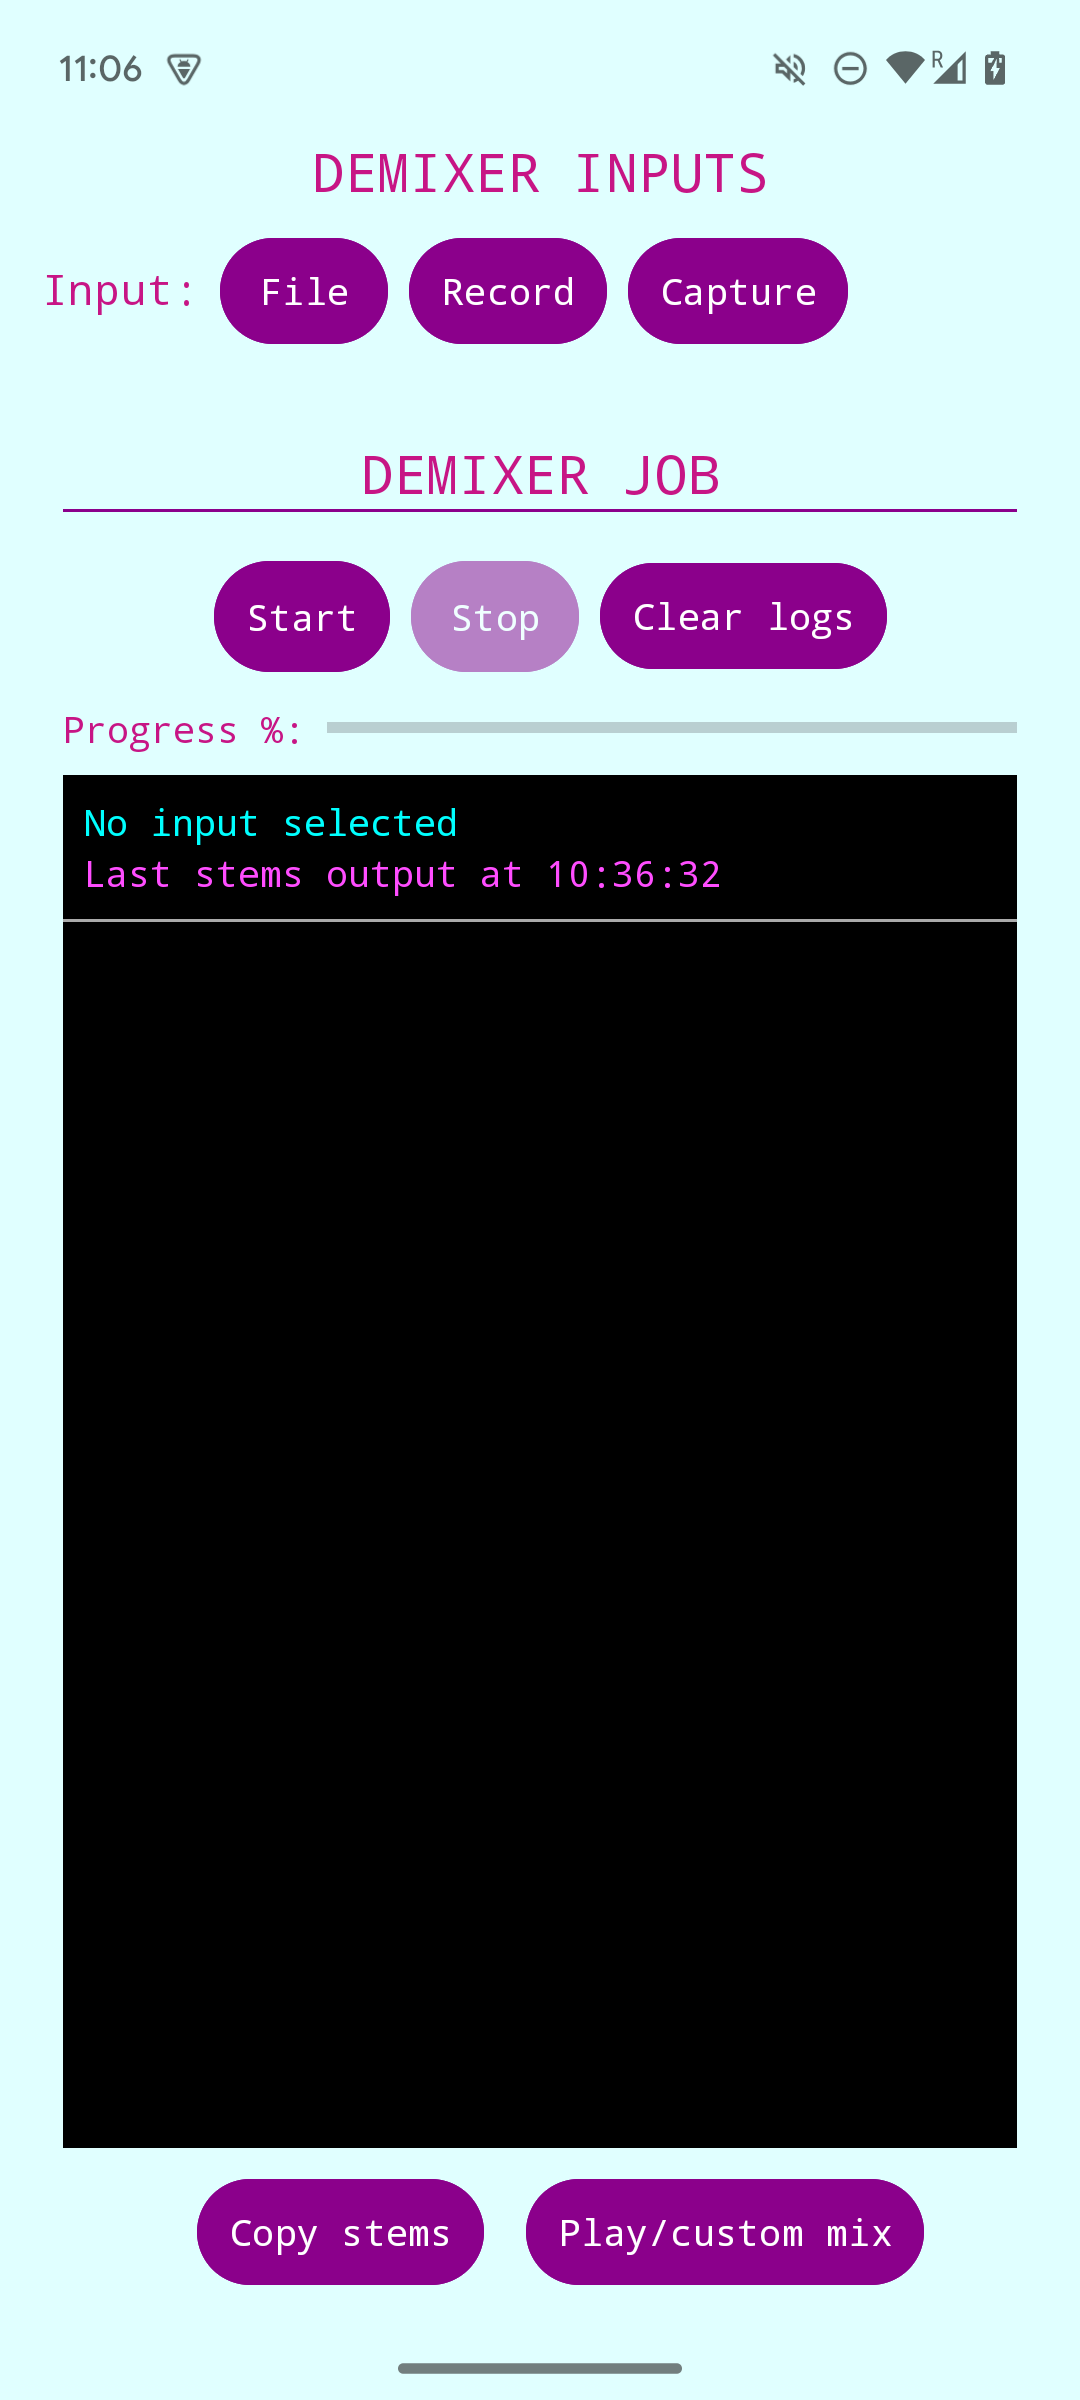 11:06
R
DEMIXER INPUTS
Input: File Record Capture
DEMIXER JOB
Start Stop Clear logs
Progress %:
No input selected
Last stems output at 10:36:32
Copy stems Play/custom mix